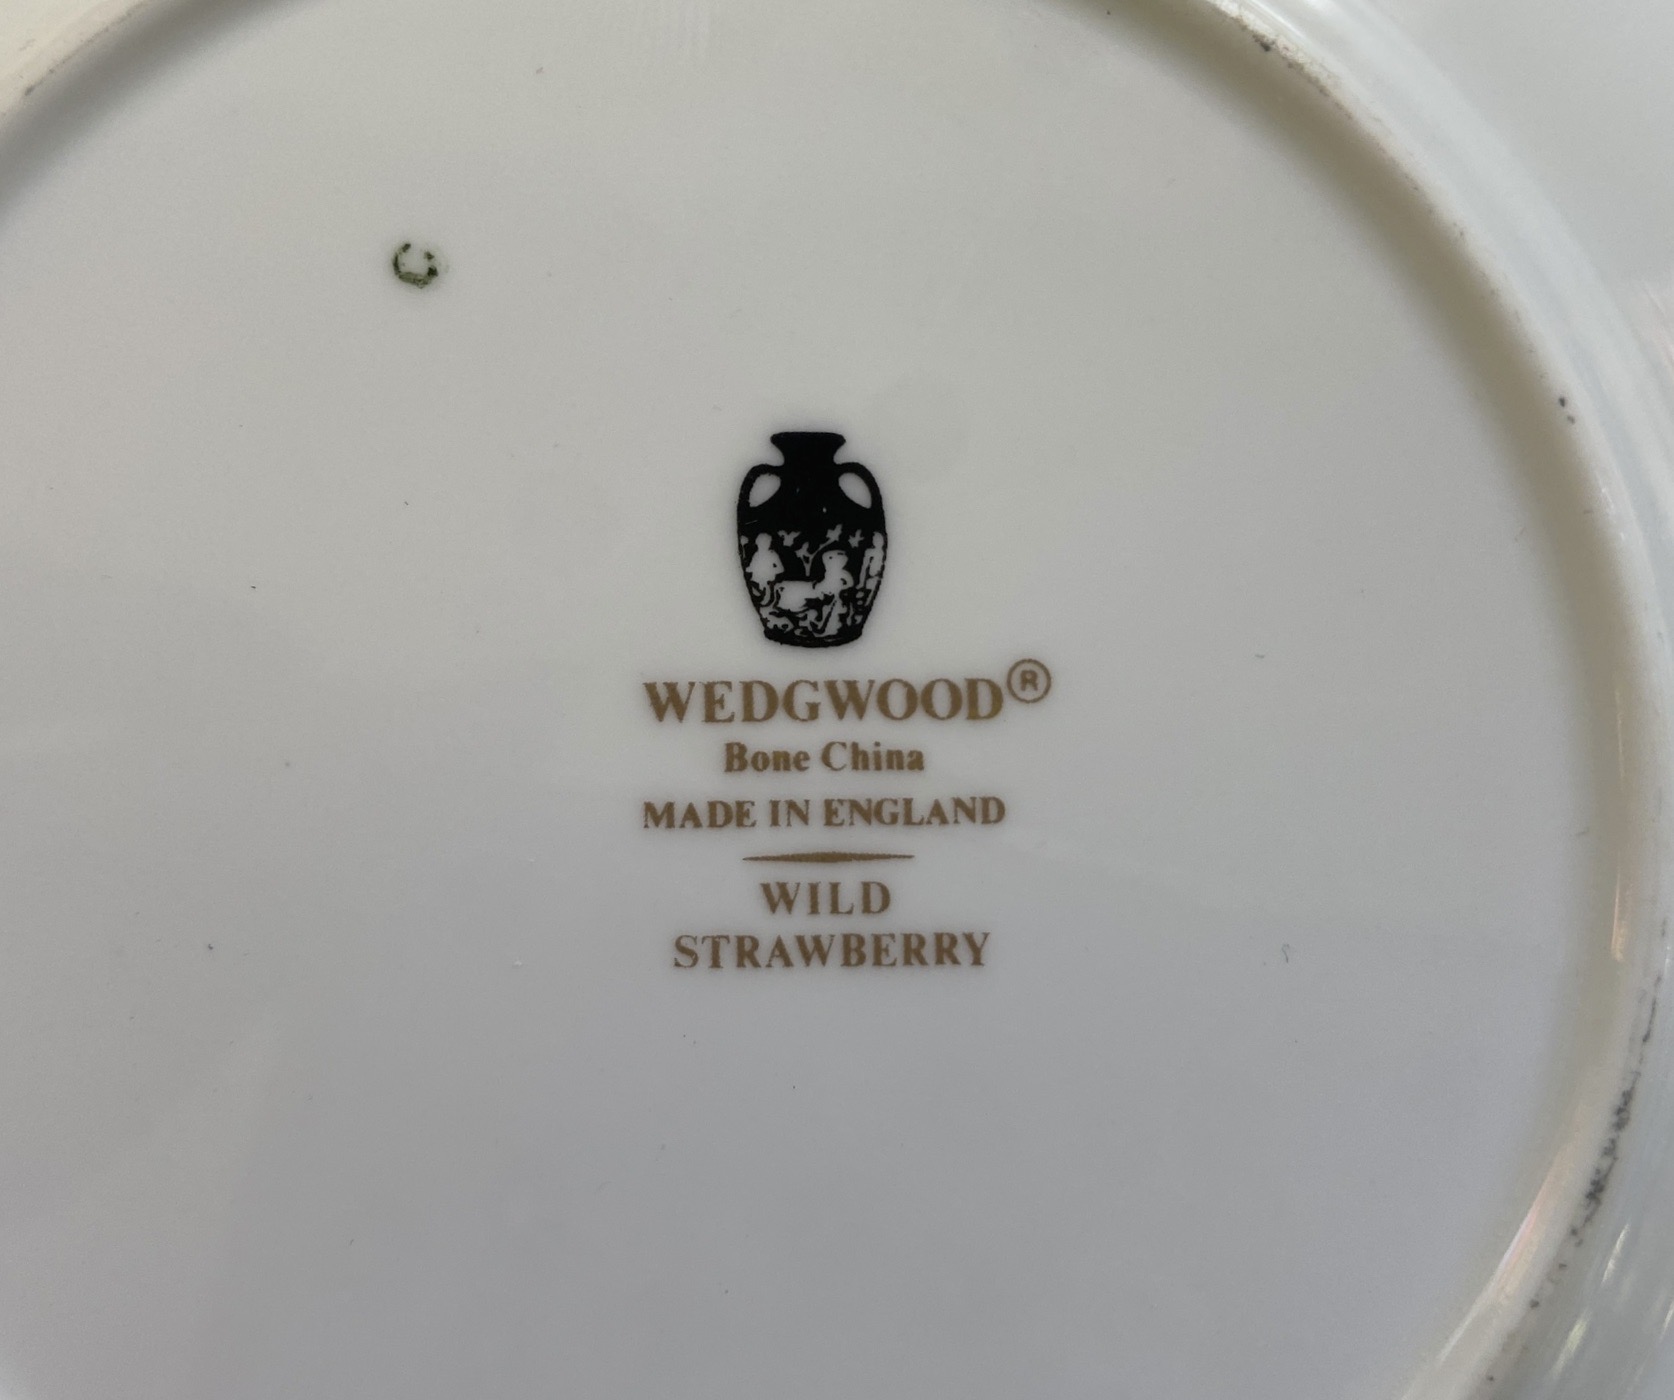 WEDGWOOD®
Bone China
MADE IN ENGLAND
WILD
STRAWBERRY